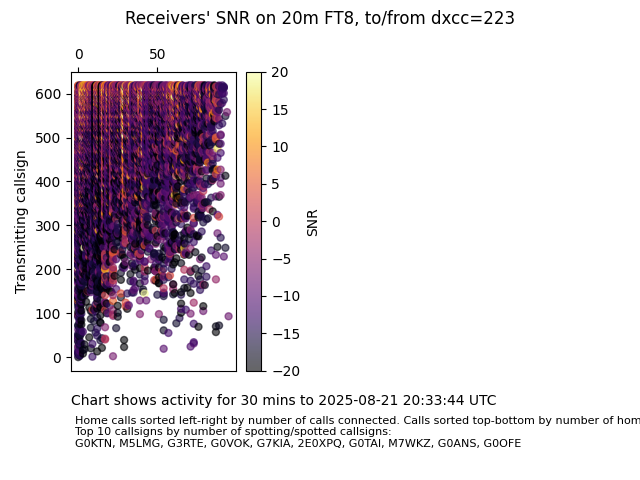 Receivers' SNR on 20m FT8, to/from dxcc=223
0 50
20
15
10
5
0
−5
−10
−15
−20
SNR
600
500
400
300
200
100
0
Transmitting callsign
Chart shows activity for 30 mins to 2025-08-21 20:33:44 UTC
Home calls sorted left-right by number of calls connected. Calls sorted top-bottom by number of hom
Top 10 callsigns by number of spotting/spotted callsigns:
G0KTN, M5LMG, G3RTE, G0VOK, G7KIA, 2E0XPQ, G0TAI, M7WKZ, G0ANS, G0OFE